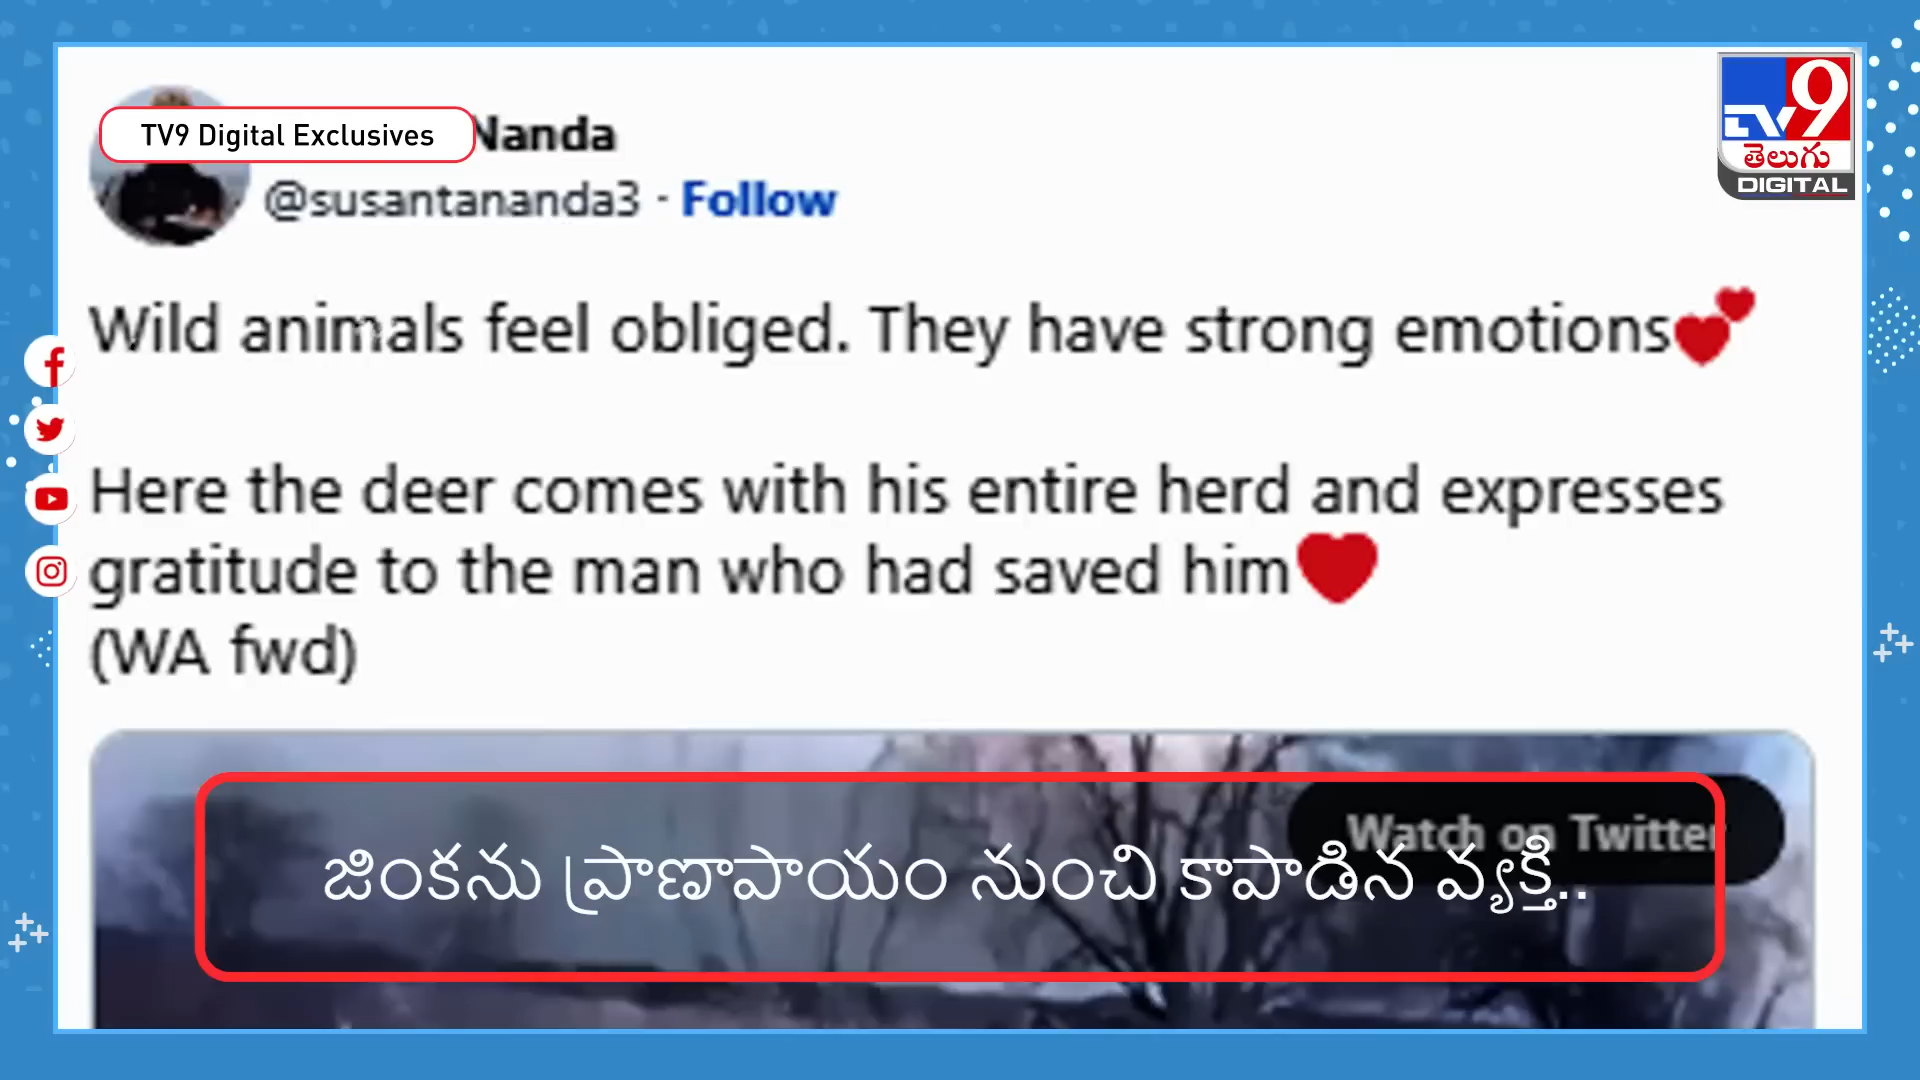 TV9 Digital Exclusives
Nanda
@susantananda3 · Follow
TV9
తెలుగు
DIGITAL
Wild animals feel obliged. They have strong emotions💕
Here the deer comes with his entire herd and expresses
gratitude to the man who had saved him❤
(WA fwd)
Watch on Twitter
జింకను ప్రాణాపాయం నుంచి కాపాడిన వ్యక్తి..